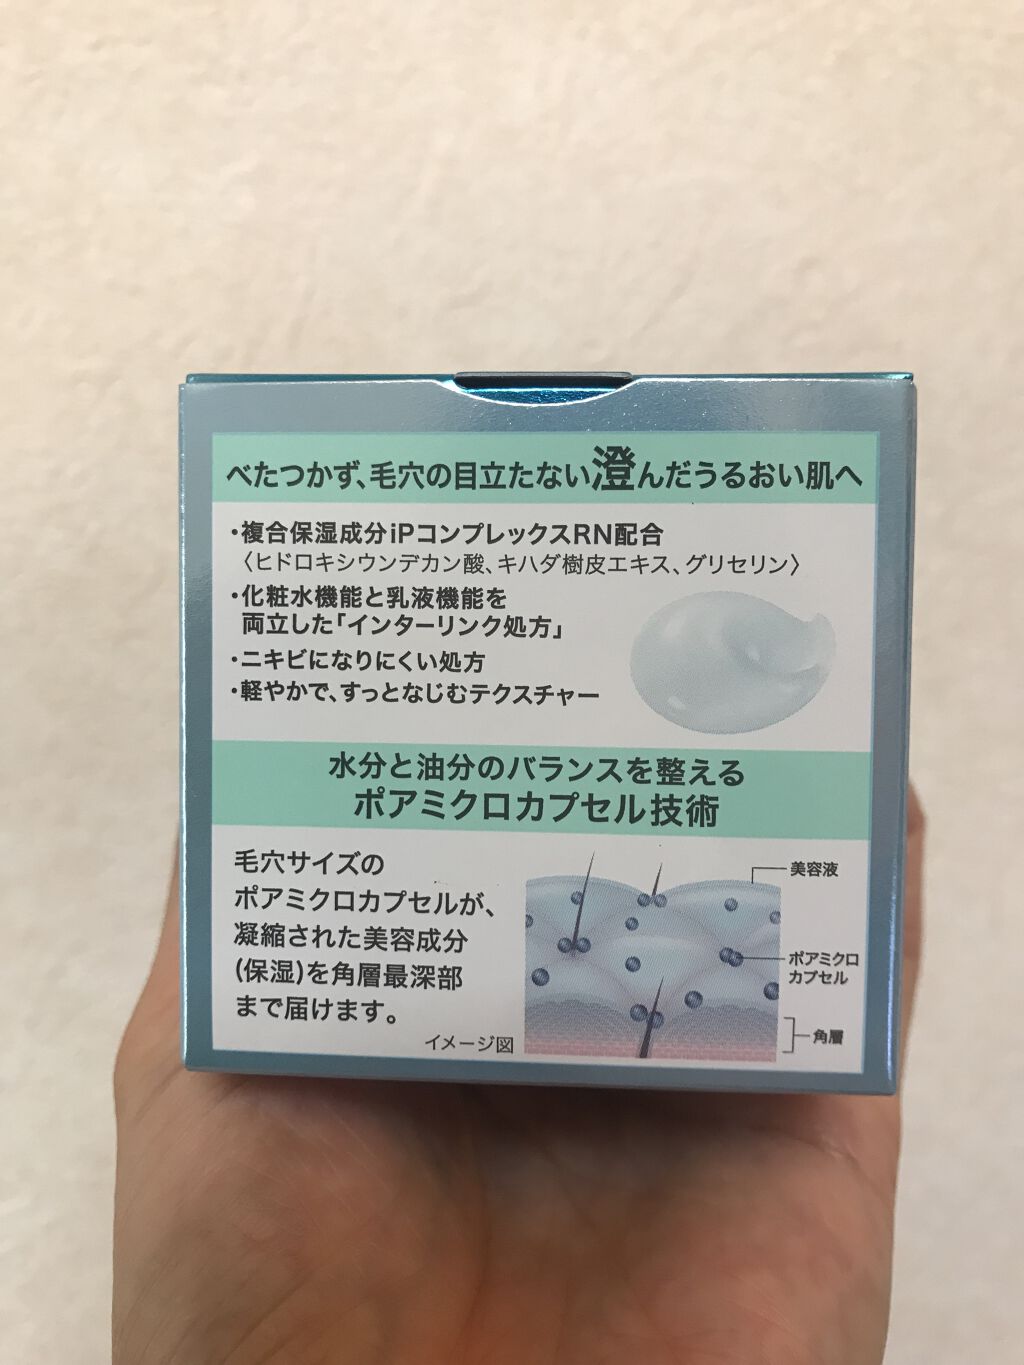 べたつかず、毛穴の目立たない澄んだうるおい肌へ
・複合保湿成分iPコンプレックスRN配合
〈ヒドロキシウンデカン酸、キハダ樹皮エキス、グリセリン〉
・化粧水機能と乳液機能を
両立した「インターリンク処方」
・ニキビになりにくい処方
・軽やかで、すっとなじむテクスチャー
水分と油分のバランスを整える
ポアミクロカプセル技術
毛穴サイズの
ポアミクロカプセルが、
凝縮された美容成分
(保湿)を角層最深部
まで届けます。
イメージ図
美容液
ポアミクロ
カプセル
角層